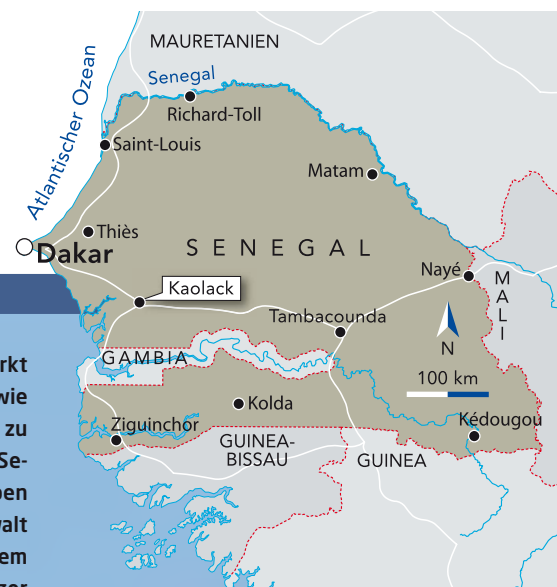 MAURETANIEN
Senegal
Atlantischer Ozean
Richard-Toll
Saint-Louis
Matam
Thiès
Dakar
SENEGAL
Nayé
MALI
Kaolack
Tambacounda
N
GAMBIA
100 km
Kolda
Kédougou
Ziguinchor
GUINEA-
BISSAU
GUINEA
rkt
wie
zu
Se-
ben
walt
em